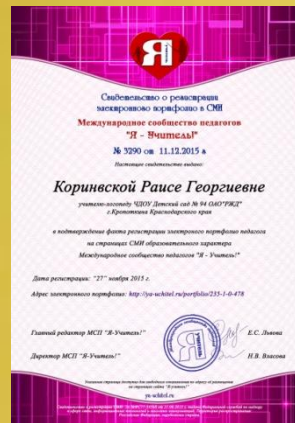 Я
Свидетельство о регистрации
электронного портфолио в СМИ
Международное сообщество педагогов
"Я - Учитель!"
№ 3290 от 11.12.2015 г.
Настоящее свидетельство выдано:
Коринвской Раисе Георгиевне
учителю-логопеду ЧДОУ Детский сад № 94 ОАО"РЖД"
г.Кропоткина Краснодарского края
в подтверждение факта регистрации электронного портфолио педагога
на страницах СМИ образовательного характера
Международное сообщество педагогов "Я - Учитель!"
Дата регистрации: "27" ноября 2015 г.
Адрес электронного портфолио: http://ya-uchitel.ru/portfolio/235-1-0-478
Главный редактор МСП "Я-Учитель!"
Е.С. Львова
Директор МСП "Я-Учитель!"
Н.В. Власова
ya-uchitel.ru